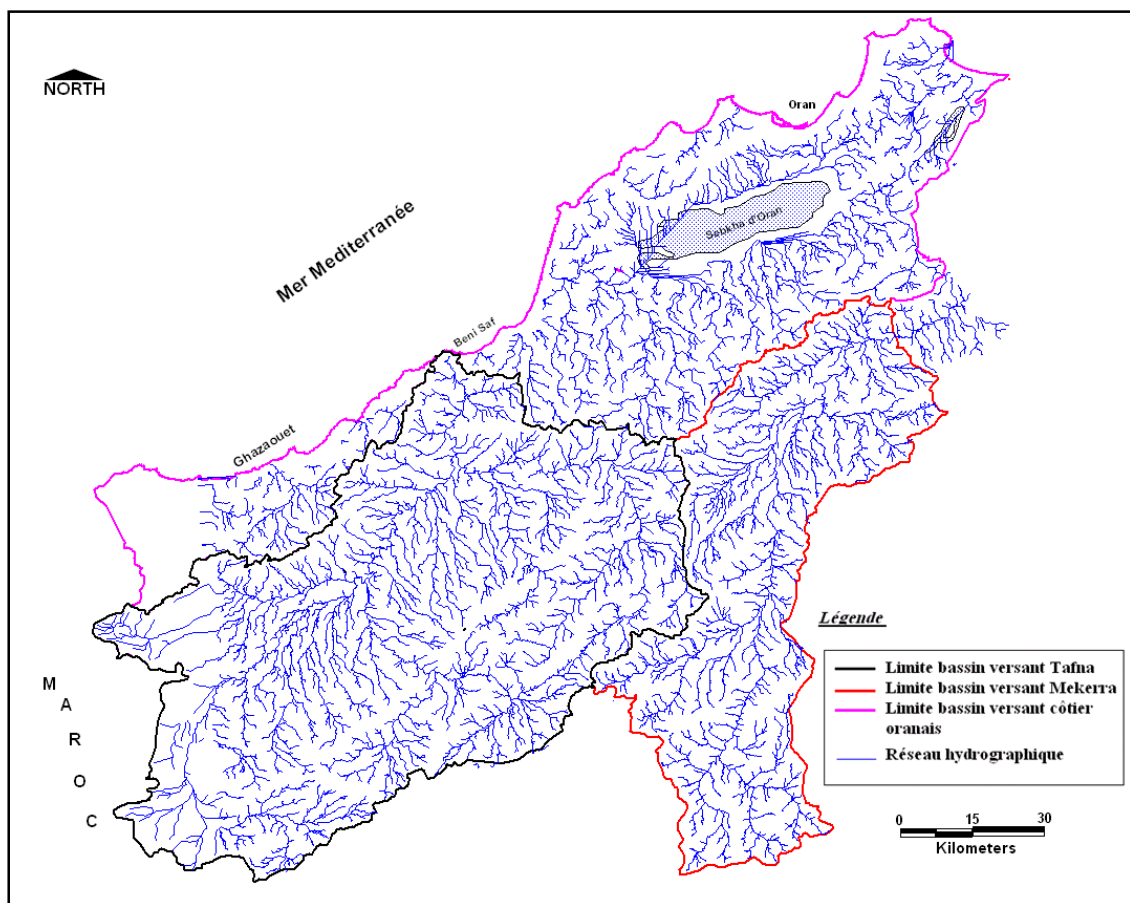 NORTH
Oran
Sebkha d'Oran
Mer Mediterranée
Beni Saf
Ghazaouet
M
A
R
O
C
Légende
Limite bassin versant Tafna
Limite bassin versant Mekerra
Limite bassin versant côtier
oranais
Réseau hydrographique
0 15 30
Kilometers